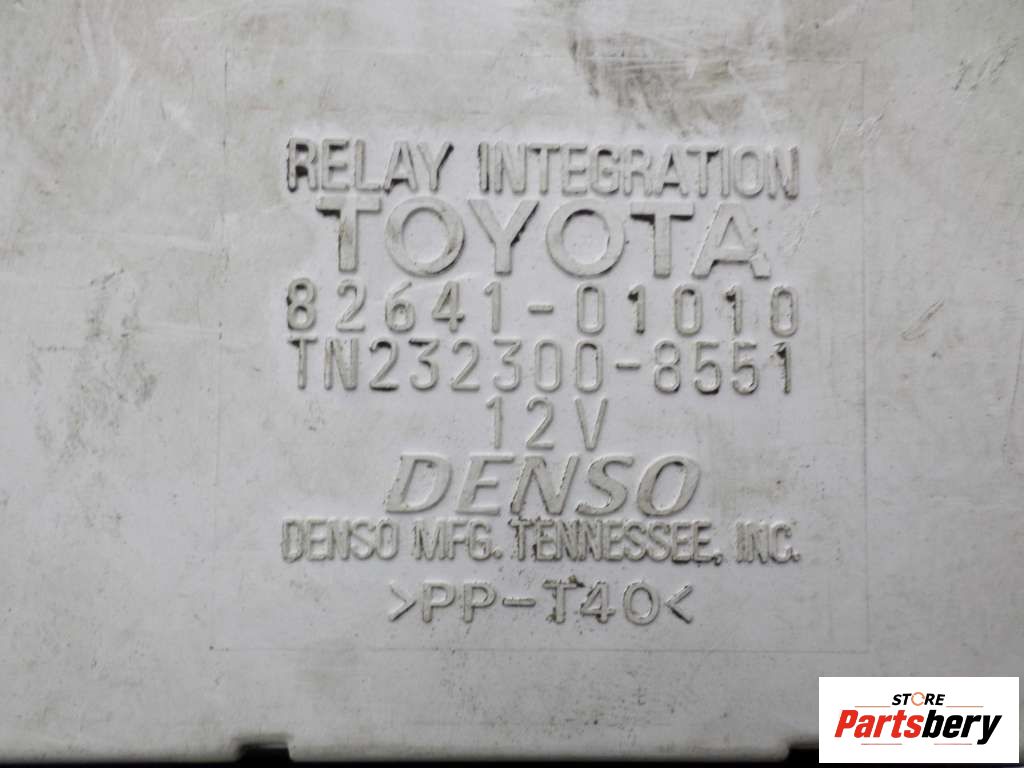 RELAY INTEGRATION
TOYOTA
82641-01010
TN232300-8551
12V
DENSO
DENSO MFG. TENNESSEE, INC.
>PP-T40<
STORE
Partsbery